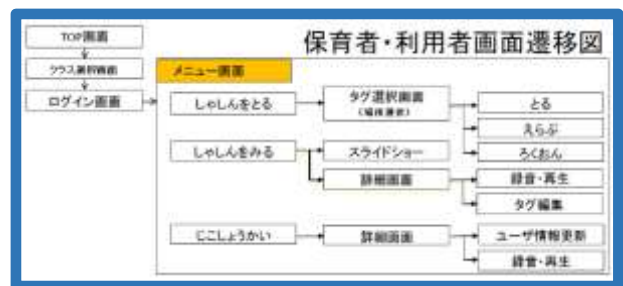 保育者・利用者画面遷移図
TOP画面
クラス選択画面
ログイン画面
メニュー画面
しゃしんをとる
タグ選択画面
とる
えらぶ
ろくおん
しゃしんをみる
スライドショー
詳細画面
録音・再生
タグ編集
じこしょうかい
詳細画面
ユーザ情報更新
録音・再生